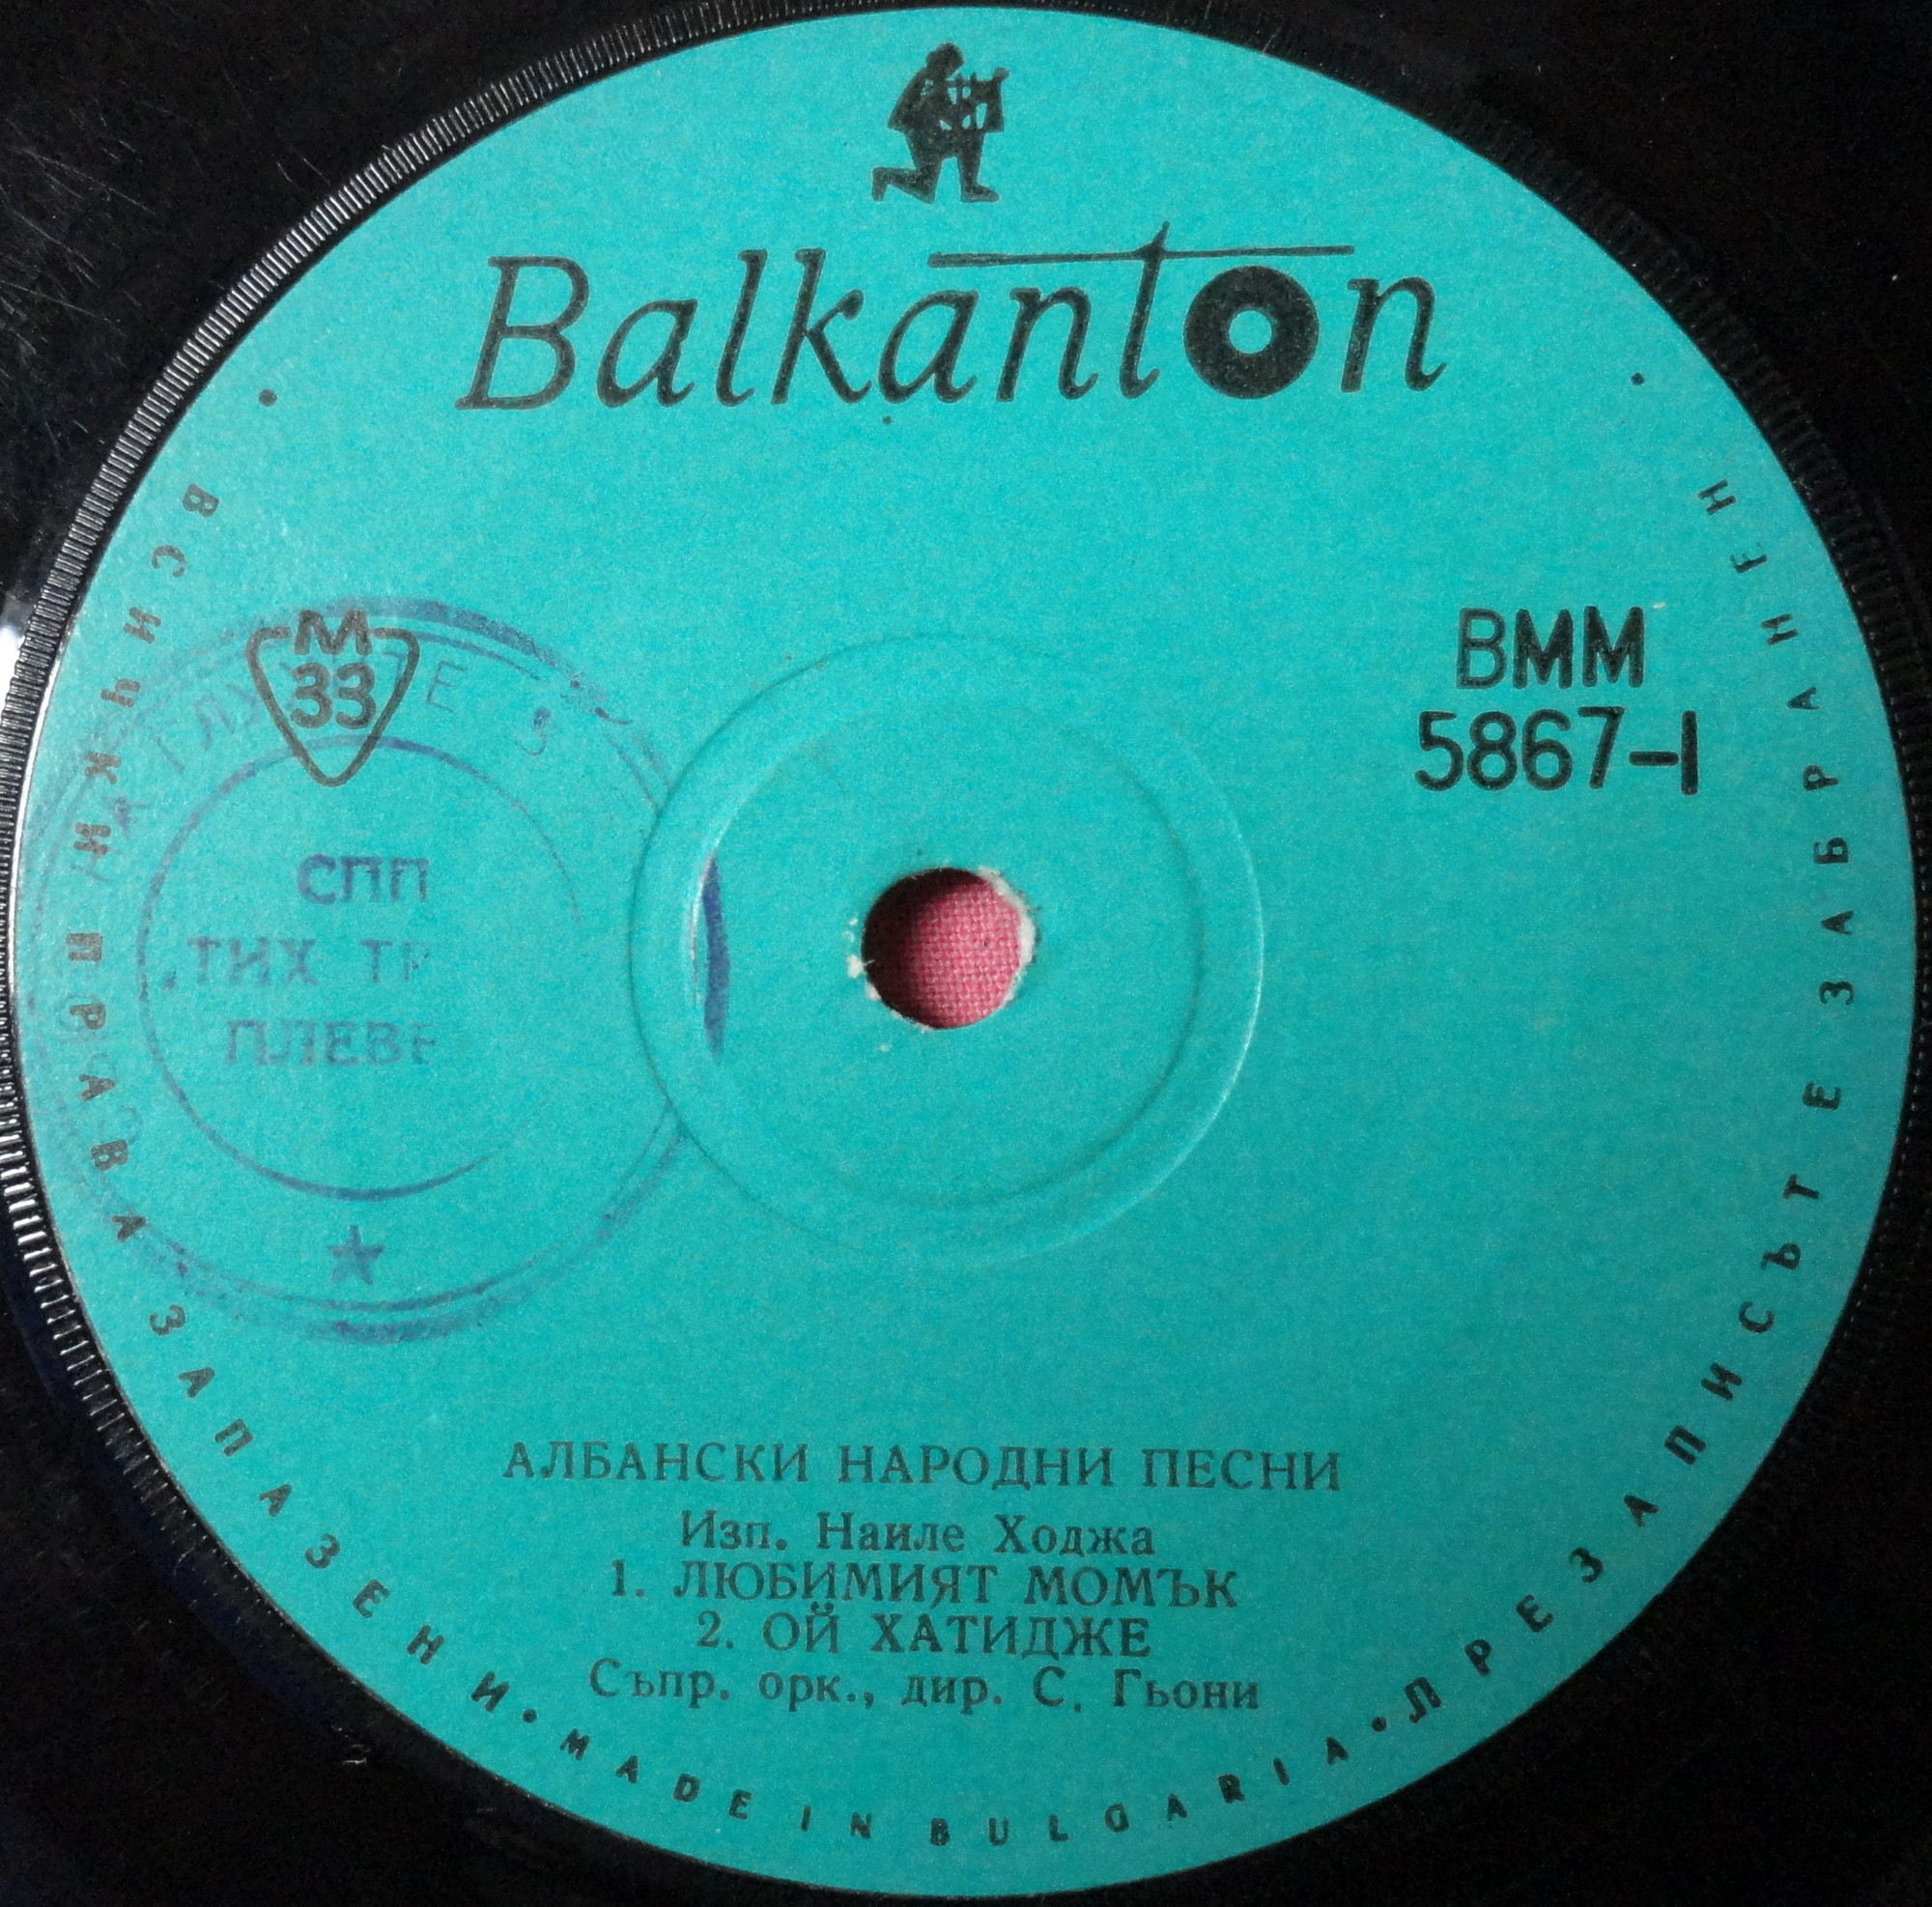 Balkanton
М
33
ВММ
5867-I
СПП
ТИХ ТР
ПЛЕВЕ
АЛБАНСКИ НАРОДНИ ПЕСНИ
Изп. Наиле Ходжа
1. ЛЮБИМИЯТ МОМЪК
2. ОЙ ХАТИДЖЕ
Съпр. орк., дир. С. Гьони
• ВСИЧКИ ПРАВА ЗАПАЗЕНИ • MADE IN BULGARIA • ПРЕЗАПИСЪТ Е ЗАБРАНЕН •